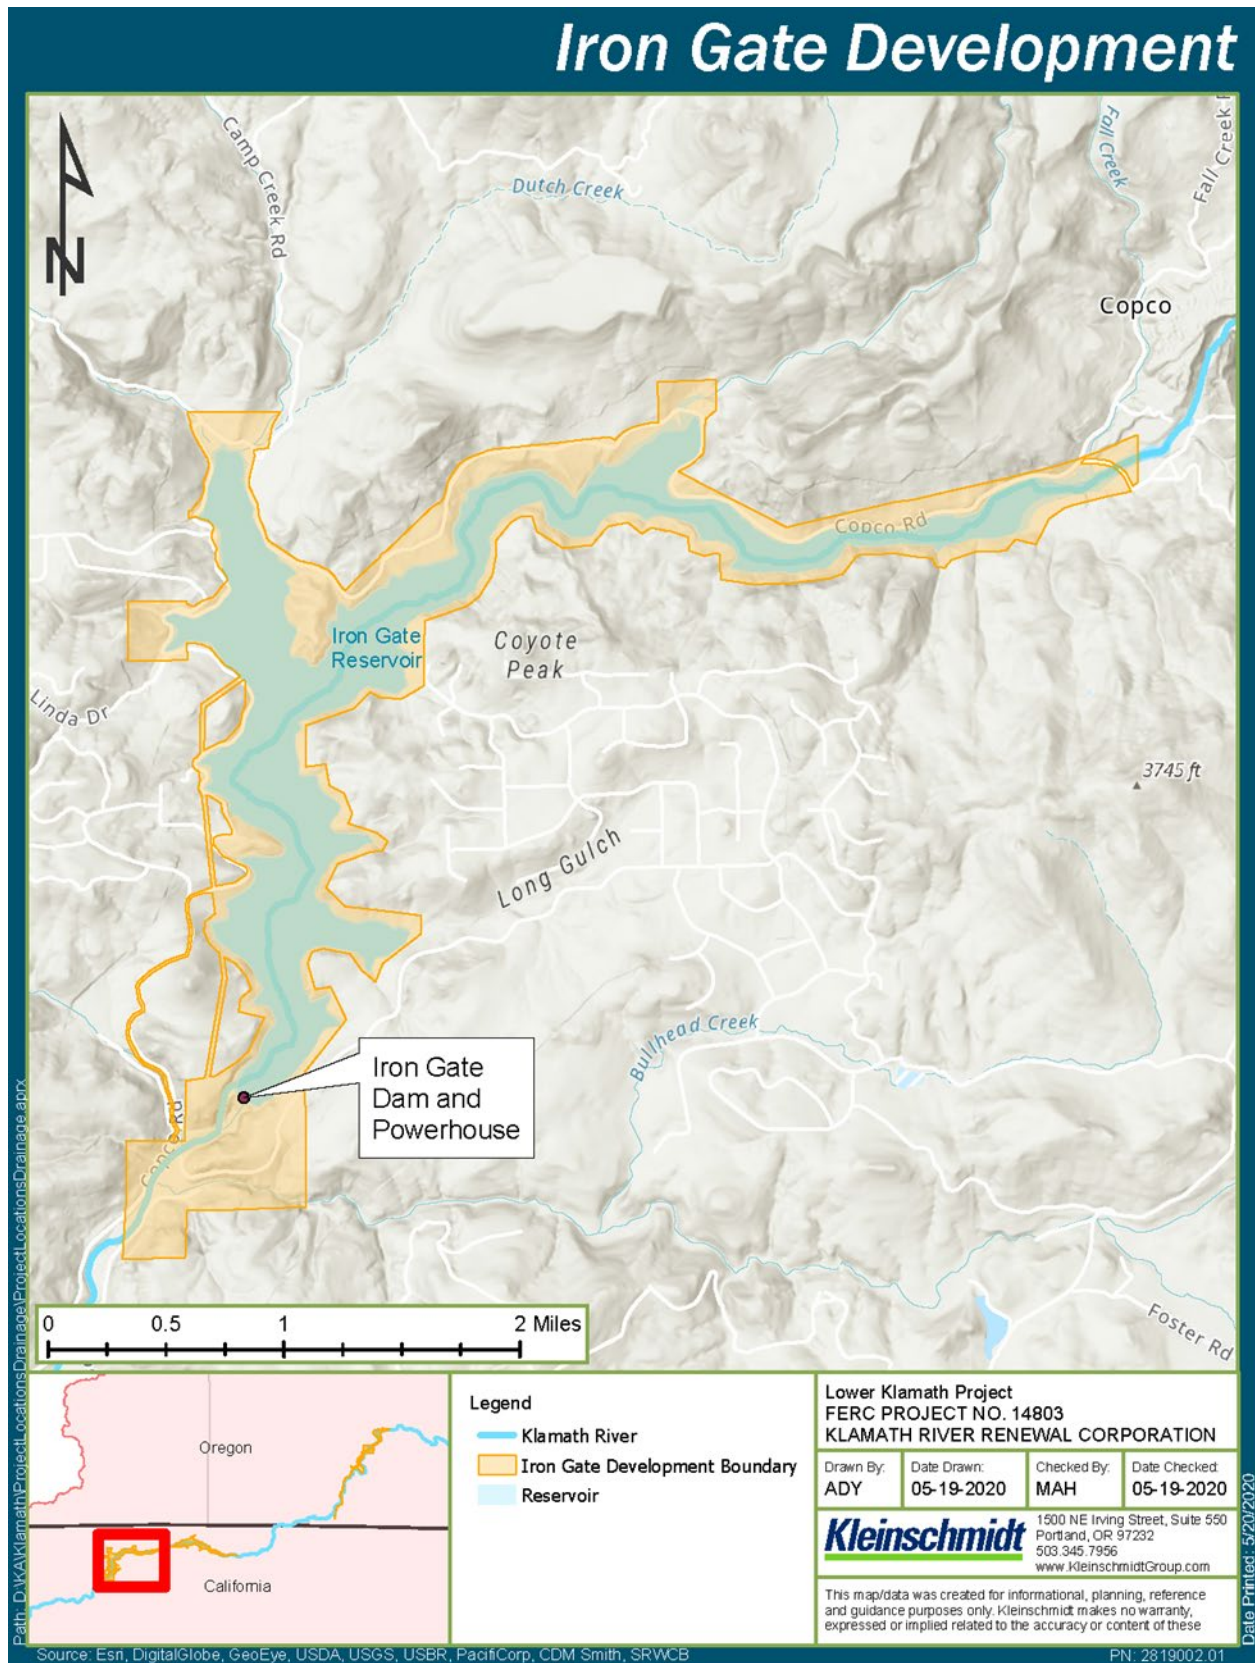 Iron Gate Development
N
Camp Creek Rd
Dutch Creek
Fall Creek
Fall Creek
Copco
Copco Rd
Iron Gate
Reservoir
Coyote
Peak
Linda Dr
3745 ft
Long Gulch
Bullhead Creek
Iron Gate
Dam and
Powerhouse
Copco Rd
Foster Rd
0 0.5 1 2 Miles
Oregon
California
Legend
Klamath River
Iron Gate Development Boundary
Reservoir
Lower Klamath Project
FERC PROJECT NO. 14803
KLAMATH RIVER RENEWAL CORPORATION
Drawn By: Date Drawn: Checked By: Date Checked:
ADY 05-19-2020 MAH 05-19-2020
Kleinschmidt
1500 NE Irving Street, Suite 550
Portland, OR 97232
503.345.7956
www.KleinschmidtGroup.com
This map/data was created for informational, planning, reference
and guidance purposes only. Kleinschmidt makes no warranty,
expressed or implied related to the accuracy or content of these
Path: D:\KA\Klamath\ProjectLocationsDrainage\ProjectLocationsDrainage.aprx
Date Printed: 5/20/2020
Source: Esri, DigitalGlobe, GeoEye, USDA, USGS, USBR, PacifiCorp, CDM Smith, SRWCB
PN: 2819002.01